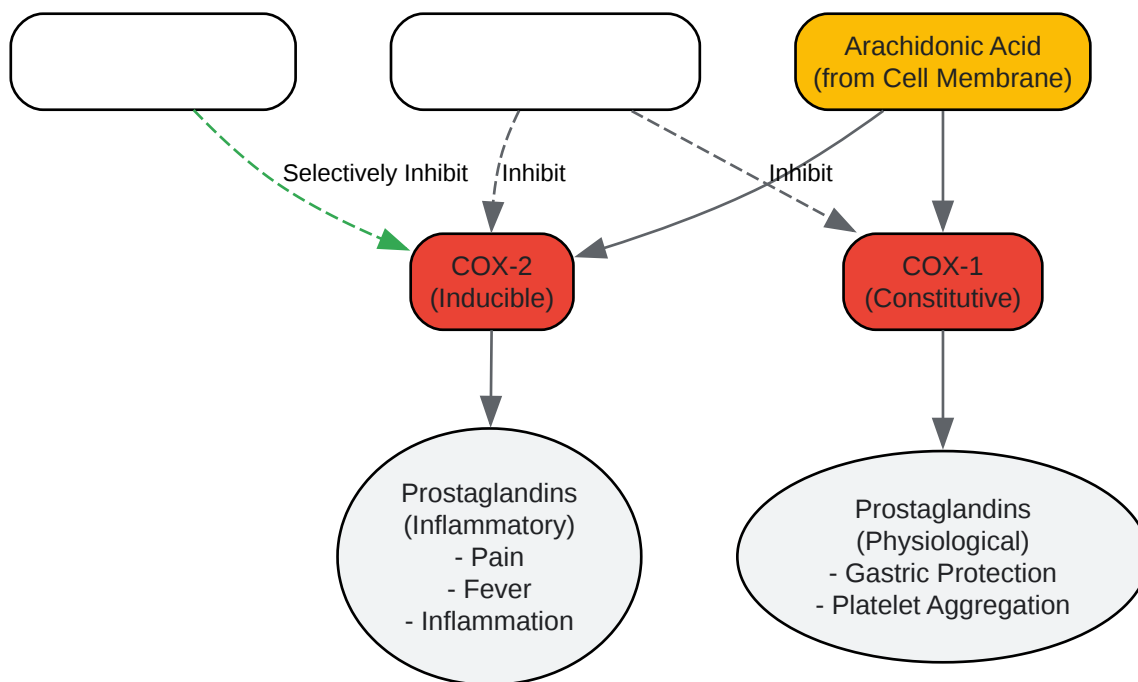 Arachidonic Acid
(from Cell Membrane)
Selectively Inhibit
Inhibit
Inhibit
COX-2
(Inducible)
COX-1
(Constitutive)
Prostaglandins
(Inflammatory)
- Pain
- Fever
- Inflammation
Prostaglandins
(Physiological)
- Gastric Protection
- Platelet Aggregation